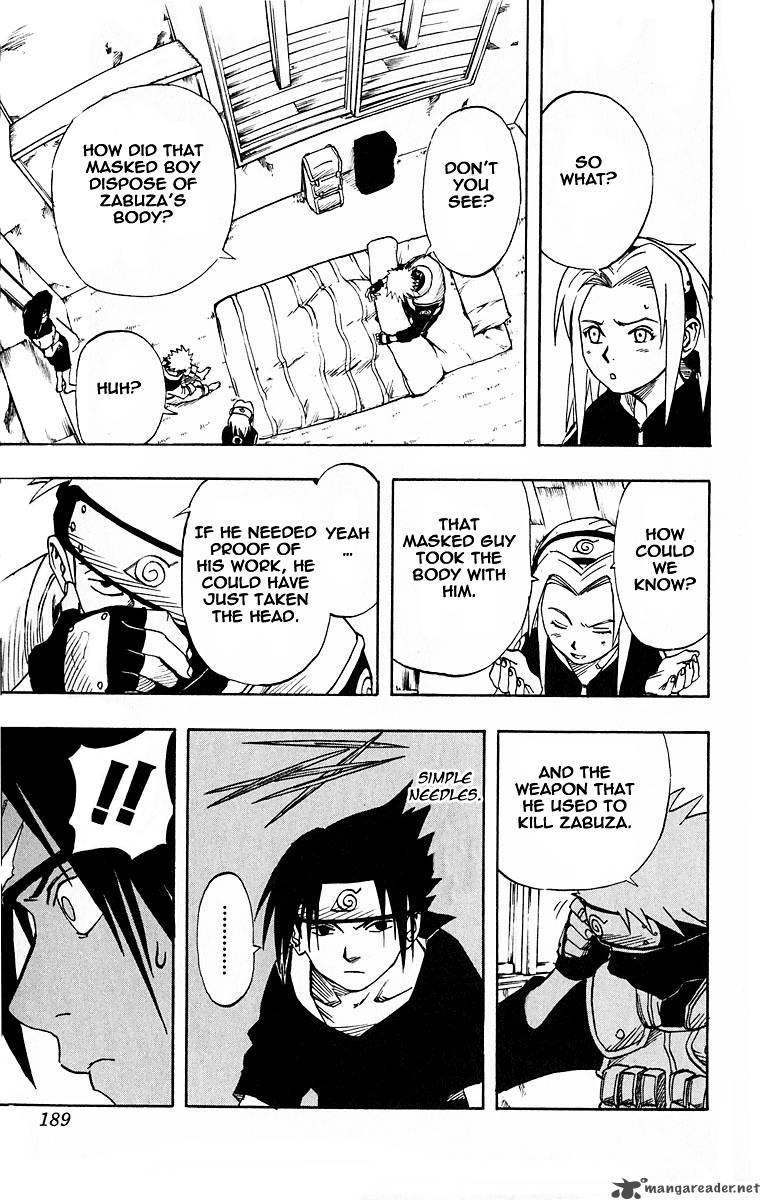 SO
WHAT?
DON'T
YOU
SEE?
HOW DID THAT
MASKED BOY
DISPOSE OF
ZABUZA'S
BODY?
HUH?
HOW
COULD
WE
KNOW?
THAT
MASKED GUY
TOOK THE
BODY WITH
HIM.
YEAH
...
IF HE NEEDED
PROOF OF
HIS WORK, HE
COULD HAVE
JUST TAKEN
THE HEAD.
AND THE
WEAPON THAT
HE USED TO
KILL ZABUZA.
SIMPLE
NEEDLES.
.........
!!
189
mangareader.net